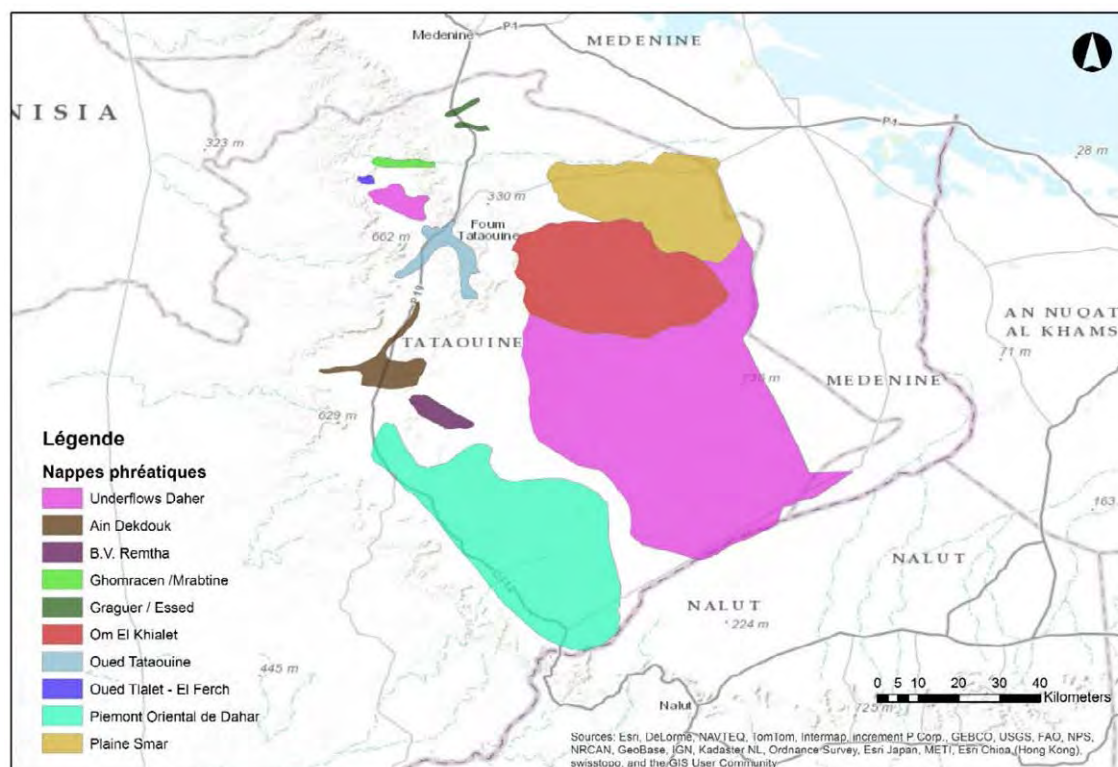 Medenine
P1
MEDENINE
NISIA
P1
323 m
28 m
330 m
Foum
Tataouine
662 m
P19
AN NUQAT
AL KHAMS
TATAOUINE
71 m
MEDENINE
629 m
163
NALUT
NALUT
224 m
445 m
Nalut
725 m
Légende
Nappes phréatiques
Underflows Daher
Ain Dekdouk
B.V. Remtha
Ghomracen /Mrabtine
Graguer / Essed
Om El Khialet
Oued Tataouine
Oued Tlalet - El Ferch
Piemont Oriental de Dahar
Plaine Smar
0 5 10 20 30 40
Kilometers
Sources: Esri, DeLorme, NAVTEQ, TomTom, Intermap, increment P Corp., GEBCO, USGS, FAO, NPS,
NRCAN, GeoBase, IGN, Kadaster NL, Ordnance Survey, Esri Japan, METI, Esri China (Hong Kong),
swisstopo, and the GIS User Community